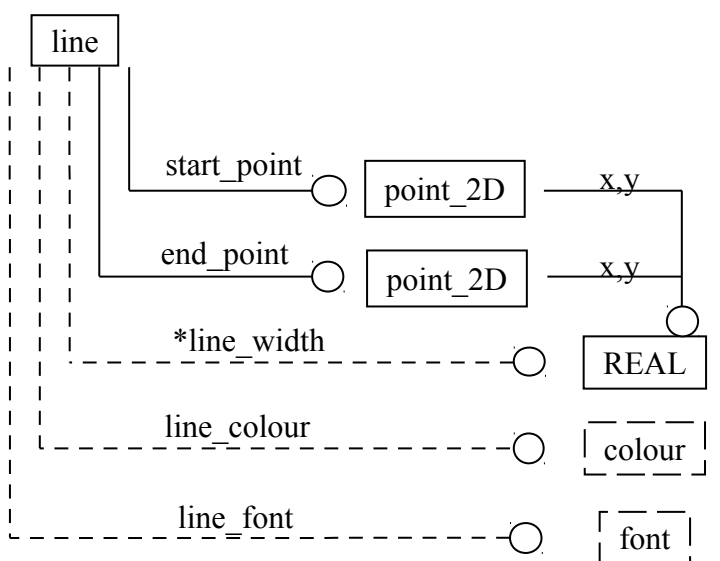 line
start_point
point_2D
x,y
end_point
point_2D
x,y
*line_width
REAL
line_colour
colour
line_font
font